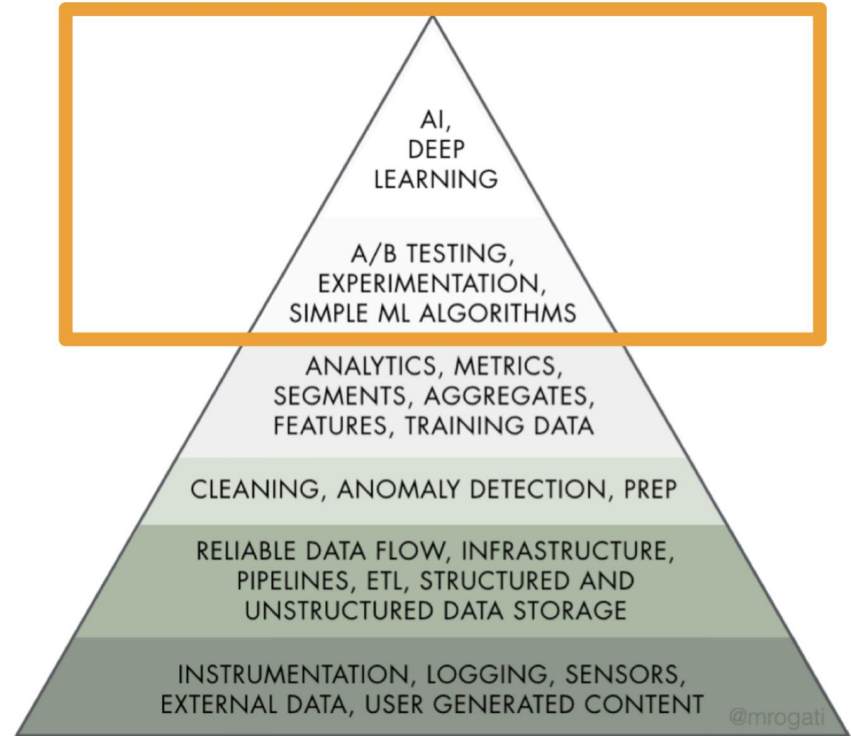 AI,
DEEP
LEARNING
A/B TESTING,
EXPERIMENTATION,
SIMPLE ML ALGORITHMS
ANALYTICS, METRICS,
SEGMENTS, AGGREGATES,
FEATURES, TRAINING DATA
CLEANING, ANOMALY DETECTION, PREP
RELIABLE DATA FLOW, INFRASTRUCTURE,
PIPELINES, ETL, STRUCTURED AND
UNSTRUCTURED DATA STORAGE
INSTRUMENTATION, LOGGING, SENSORS,
EXTERNAL DATA, USER GENERATED CONTENT
@mrogati